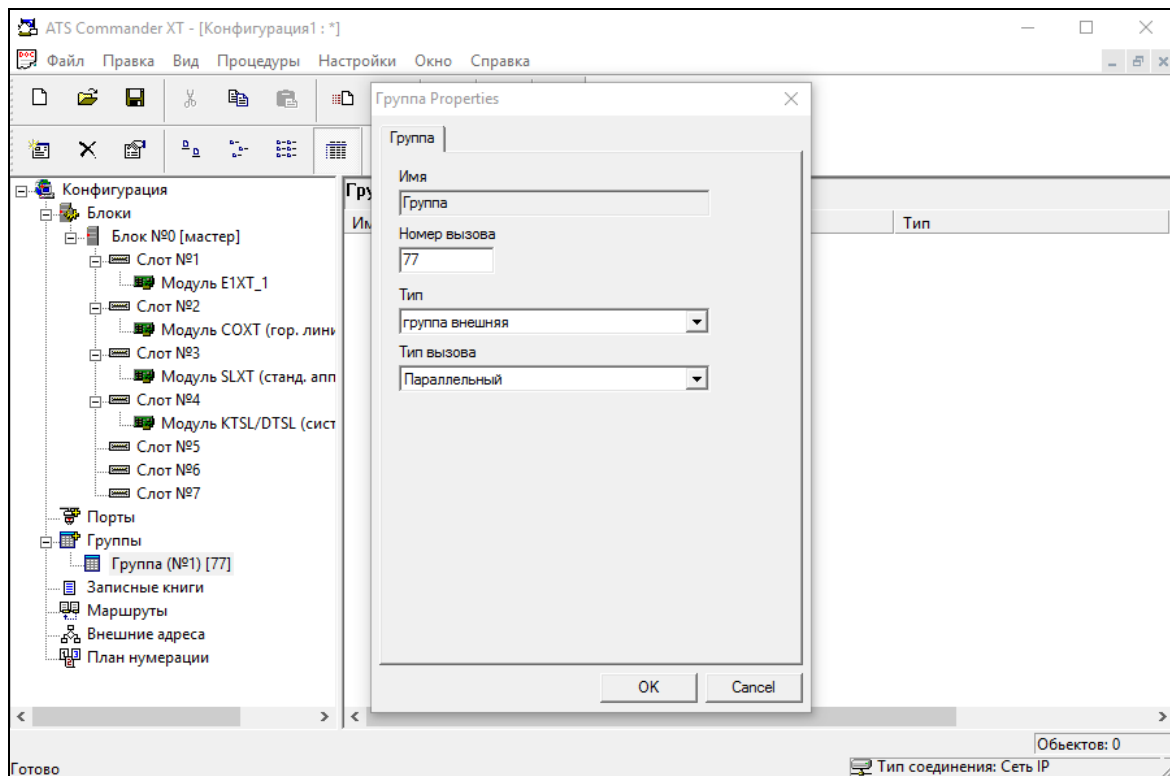 ATS Commander XT - [Конфигурация1 : *]
Файл Правка Вид Процедуры Настройки Окно Справка
Группа Properties
Группа
Имя
Группа
Номер вызова
77
Тип
группа внешняя
Тип вызова
Параллельный
OK Cancel
Конфигурация
Блоки
Блок №0 [мастер]
Слот №1
Модуль E1XT_1
Слот №2
Модуль COXT (гор. лини
Слот №3
Модуль SLXT (станд. апп
Слот №4
Модуль KTSL/DTSL (сист
Слот №5
Слот №6
Слот №7
Порты
Группы
Группа (№1) [77]
Записные книги
Маршруты
Внешние адреса
План нумерации
Гру
Им
Тип
Обьектов: 0
Готово
Тип соединения: Сеть IP